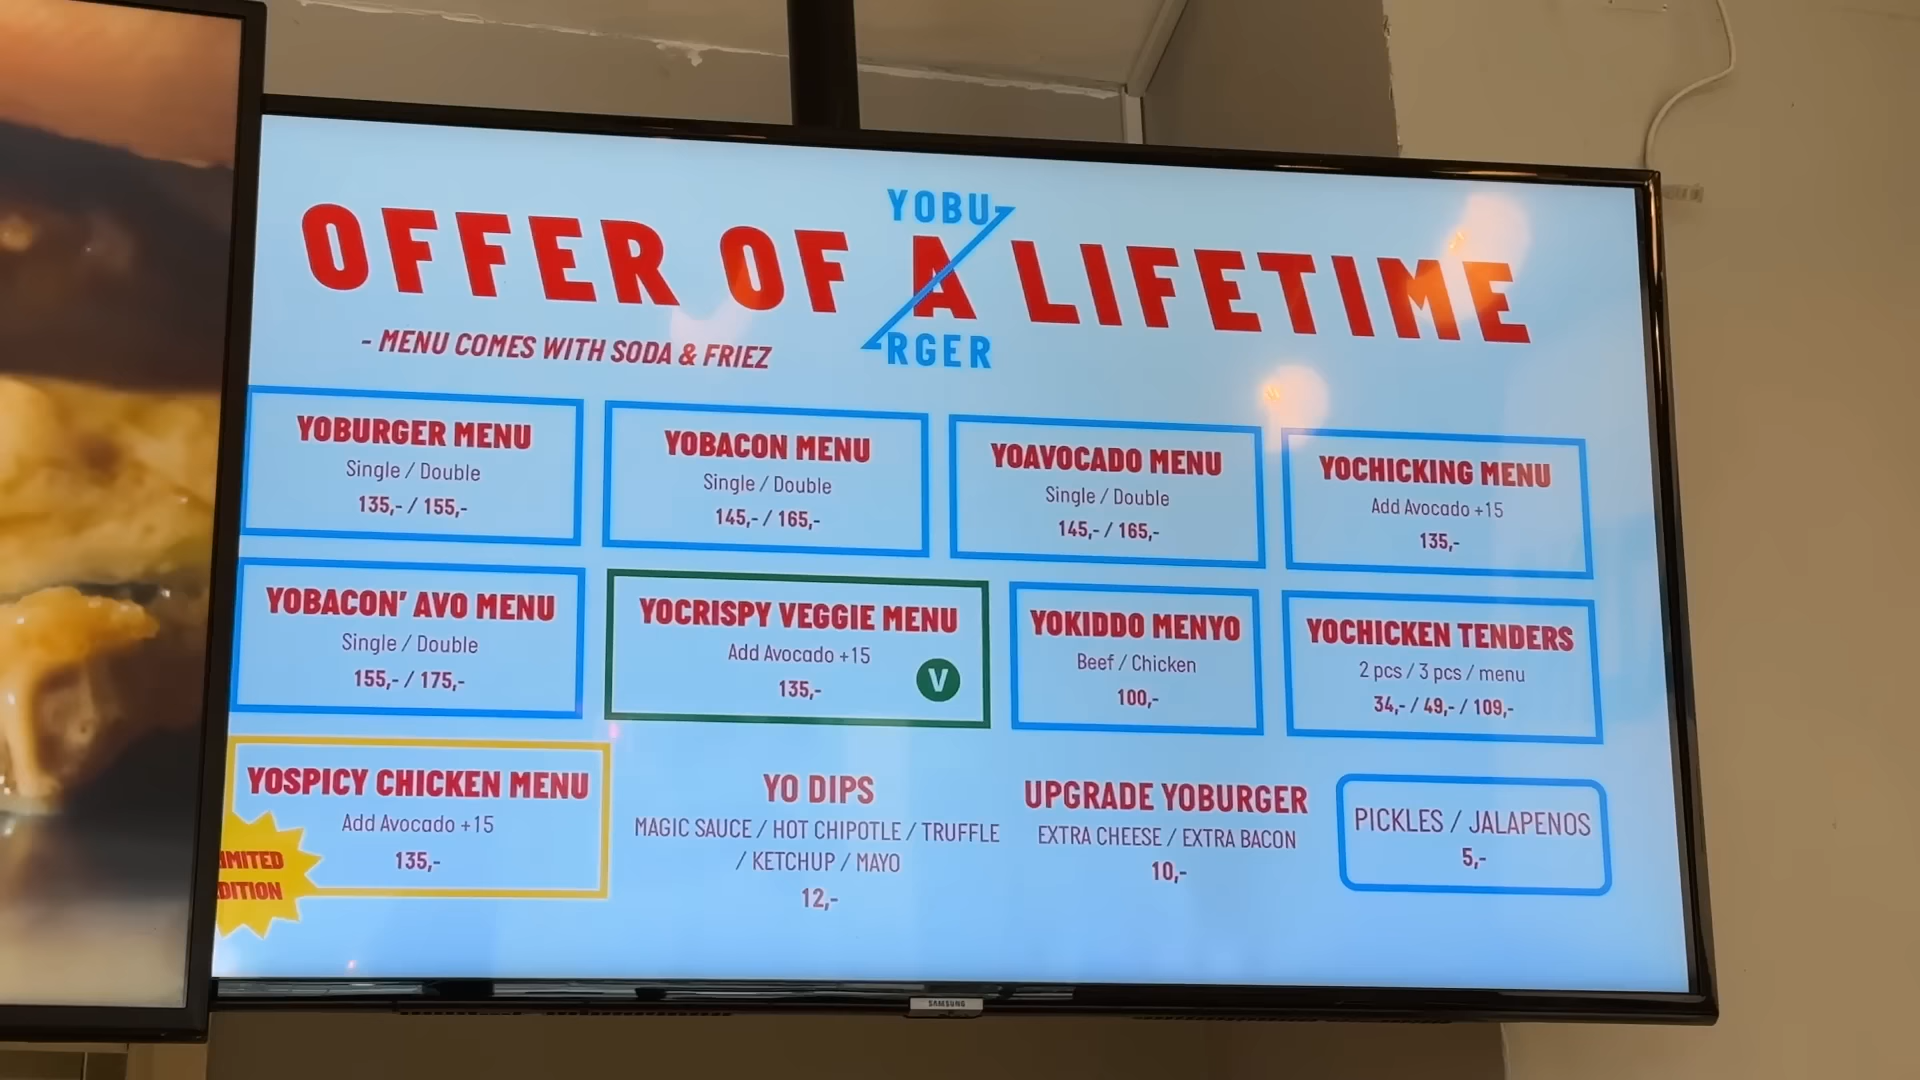 YOBU
OFFER OF A LIFETIME
RGER
- MENU COMES WITH SODA & FRIEZ
YOBURGER MENU
Single / Double
135,- / 155,-
YOBACON MENU
Single / Double
145,- / 165,-
YOAVOCADO MENU
Single / Double
145,- / 165,-
YOCHICKING MENU
Add Avocado +15
135,-
YOBACON' AVO MENU
Single / Double
155,- / 175,-
YOCRISPY VEGGIE MENU
Add Avocado +15
135,-
V
YOKIDDO MENYO
Beef / Chicken
100,-
YOCHICKEN TENDERS
2 pcs / 3 pcs / menu
34,- / 49,- / 109,-
YOSPICY CHICKEN MENU
Add Avocado +15
135,-
IMITED
DITION
YO DIPS
MAGIC SAUCE / HOT CHIPOTLE / TRUFFLE
/ KETCHUP / MAYO
12,-
UPGRADE YOBURGER
EXTRA CHEESE / EXTRA BACON
10,-
PICKLES / JALAPENOS
5,-
SAMSUNG